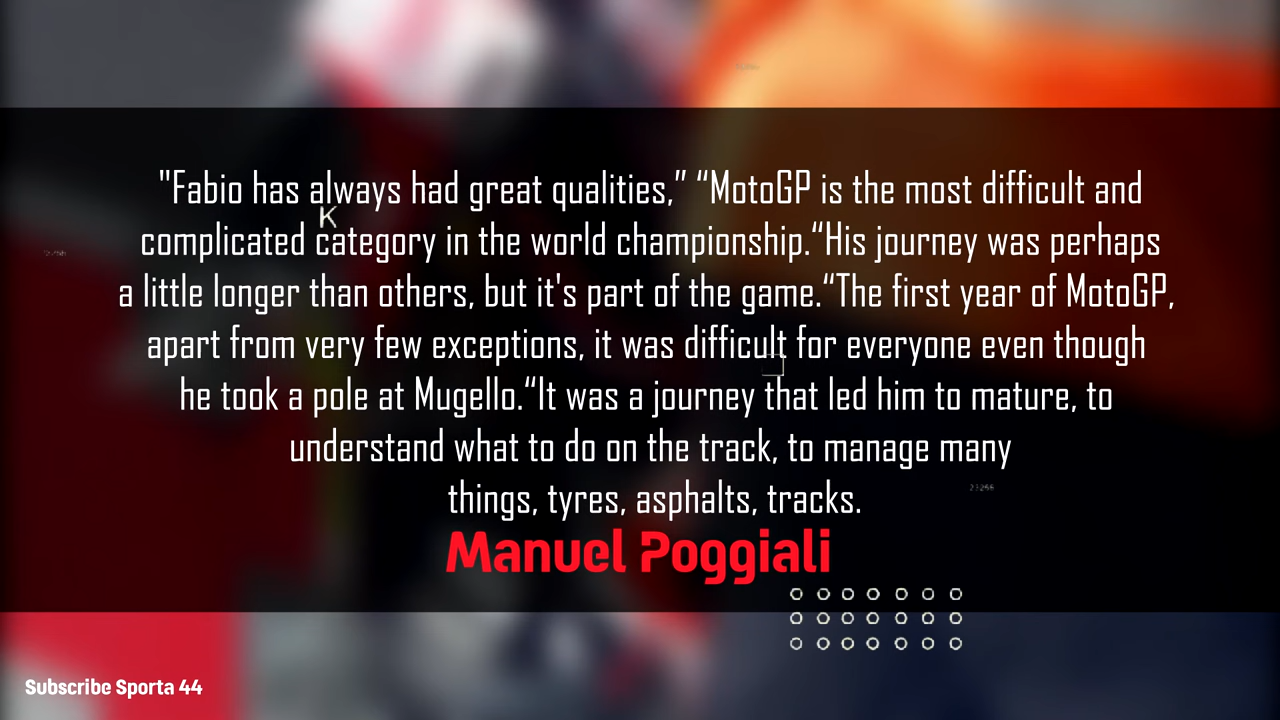 "Fabio has always had great qualities,” “MotoGP is the most difficult and
K
complicated category in the world championship.“His journey was perhaps
a little longer than others, but it's part of the game.“The first year of MotoGP,
apart from very few exceptions, it was difficult for everyone even though
he took a pole at Mugello.“It was a journey that led him to mature, to
understand what to do on the track, to manage many
things, tyres, asphalts, tracks.
Manuel Poggiali
Subscribe Sporta 44